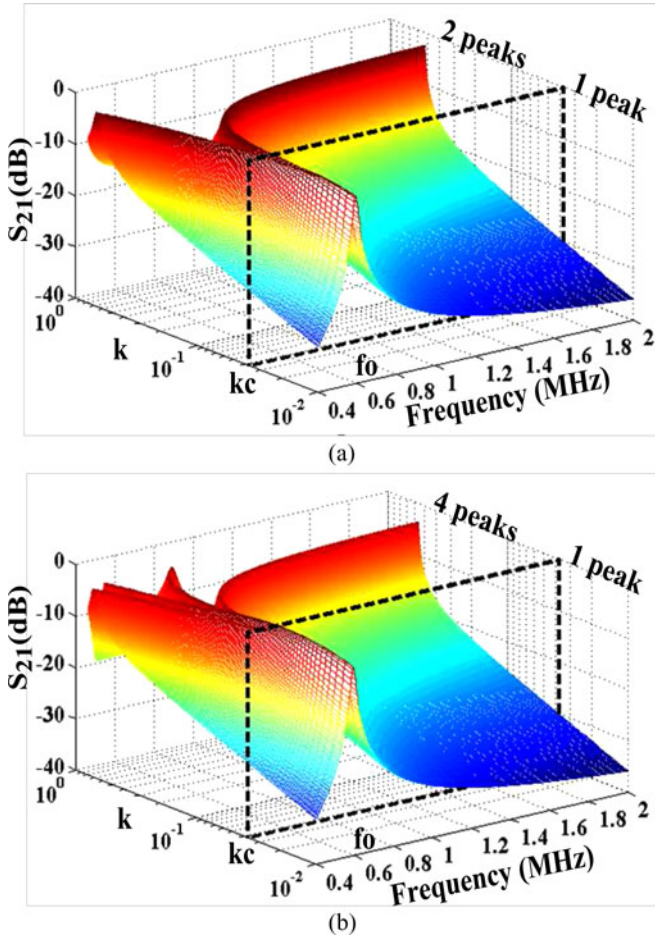 2 peaks
1 peak
0
-10
-20
-30
-40
S21(dB)
10^0
k
10^-1
kc
10^-2
fo
0.4 0.6 0.8 1 1.2 1.4 1.6 1.8 2
Frequency (MHz)
(a)
4 peaks
1 peak
0
-10
-20
-30
-40
S21(dB)
10^0
k
10^-1
kc
10^-2
fo
0.4 0.6 0.8 1 1.2 1.4 1.6 1.8 2
Frequency (MHz)
(b)